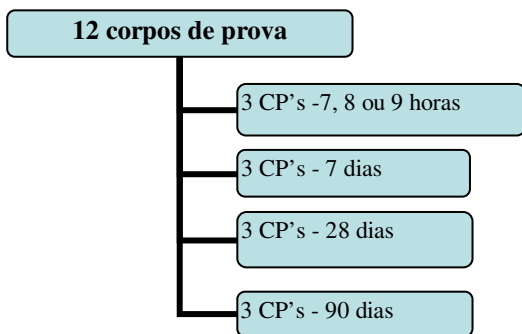 12 corpos de prova
3 CP’s -7, 8 ou 9 horas
3 CP’s - 7 dias
3 CP’s - 28 dias
3 CP’s - 90 dias